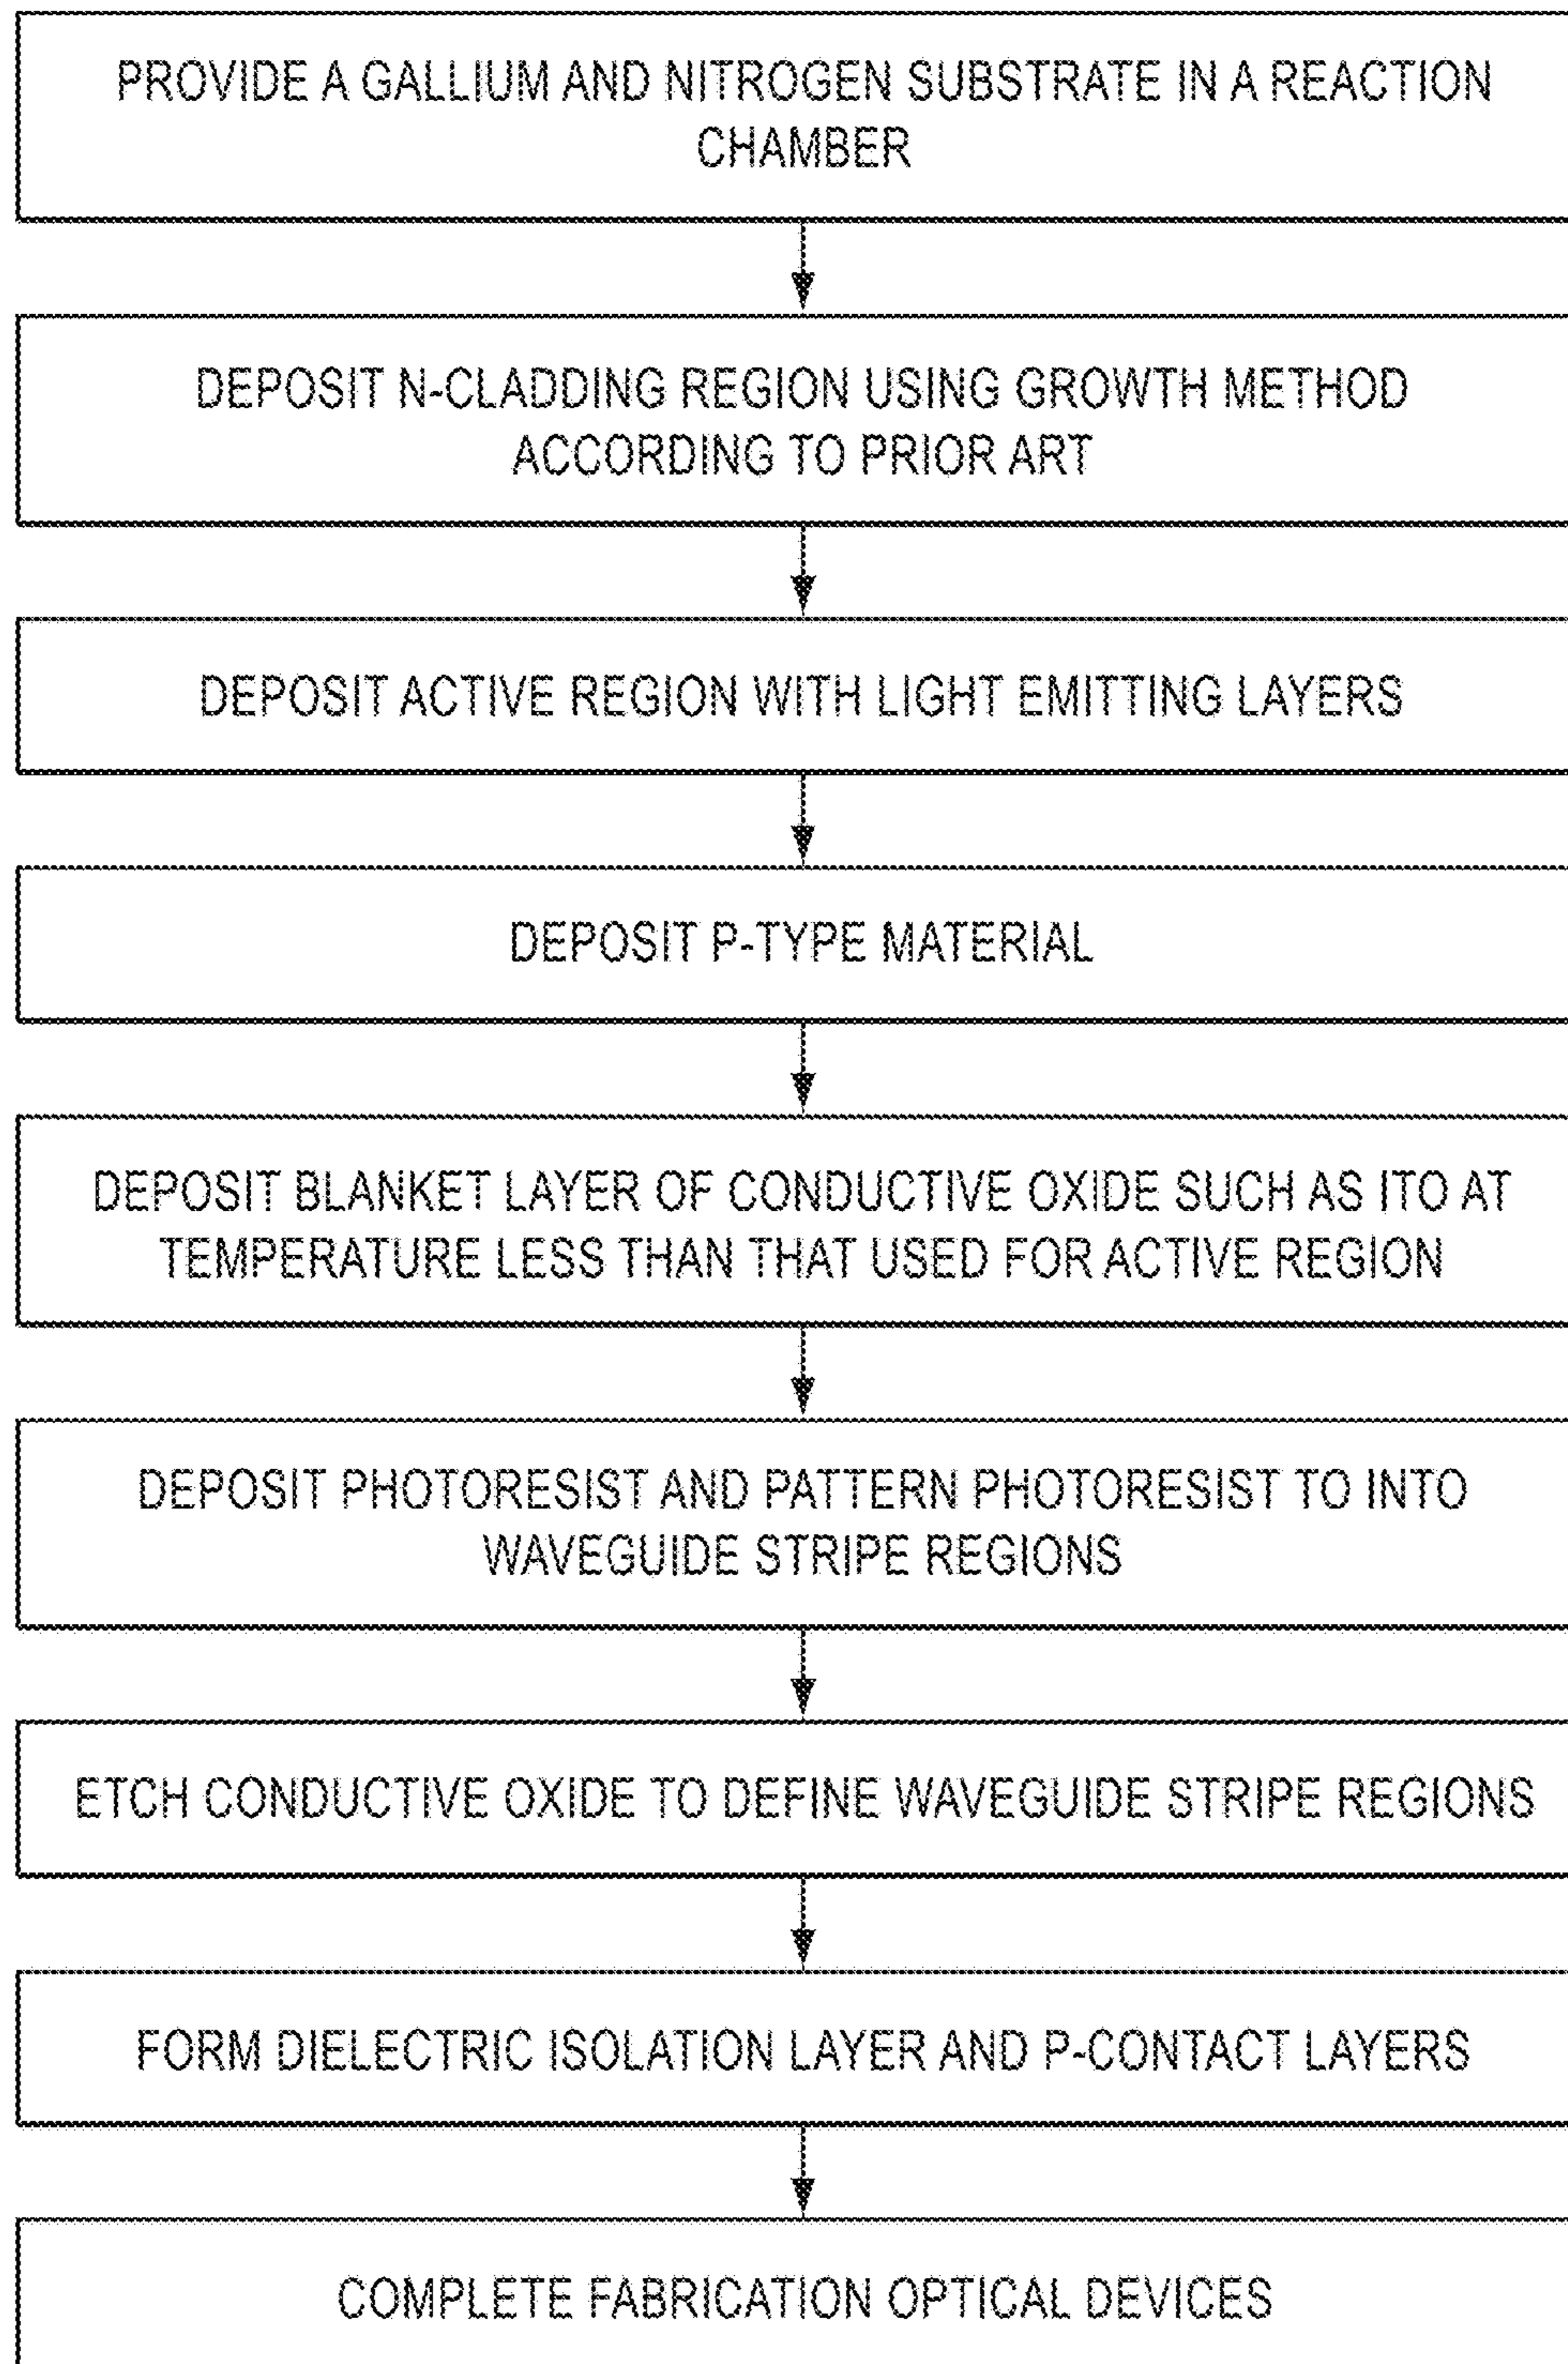 PROVIDE A GALLIUM AND NITROGEN SUBSTRATE IN A REACTION
CHAMBER
DEPOSIT N-CLADDING REGION USING GROWTH METHOD
ACCORDING TO PRIOR ART
DEPOSIT ACTIVE REGION WITH LIGHT EMITTING LAYERS
DEPOSIT P-TYPE MATERIAL
DEPOSIT BLANKET LAYER OF CONDUCTIVE OXIDE SUCH AS ITO AT
TEMPERATURE LESS THAN THAT USED FOR ACTIVE REGION
DEPOSIT PHOTORESIST AND PATTERN PHOTORESIST TO INTO
WAVEGUIDE STRIPE REGIONS
ETCH CONDUCTIVE OXIDE TO DEFINE WAVEGUIDE STRIPE REGIONS
FORM DIELECTRIC ISOLATION LAYER AND P-CONTACT LAYERS
COMPLETE FABRICATION OPTICAL DEVICES